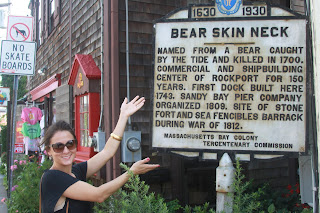 NO
SKATE
BOARDS
1630 1930
BEAR SKIN NECK
NAMED FROM A BEAR CAUGHT
BY THE TIDE AND KILLED IN 1700.
COMMERCIAL AND SHIPBUILDING
CENTER OF ROCKPORT FOR 150
YEARS. FIRST DOCK BUILT HERE
1743. SANDY BAY PIER COMPANY
ORGANIZED 1809. SITE OF STONE
FORT AND SEA FENCIBLES BARRACK
DURING WAR OF 1812.
MASSACHUSETTS BAY COLONY
TERCENTENARY COMMISSION